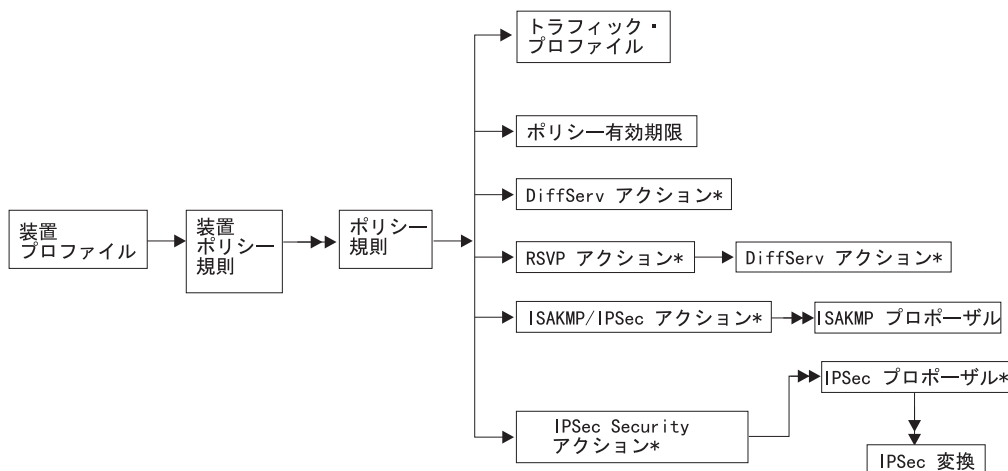 トラフィック・
プロファイル
ポリシー有効期限
DiffServ アクション*
装置
プロファイル
装置
ポリシー
規則
ポリシー
規則
RSVP アクション*
DiffServ アクション*
ISAKMP/IPSec アクション*
ISAKMP プロポーザル
IPSec プロポーザル*
IPSec Security
アクション*
IPSec 変換